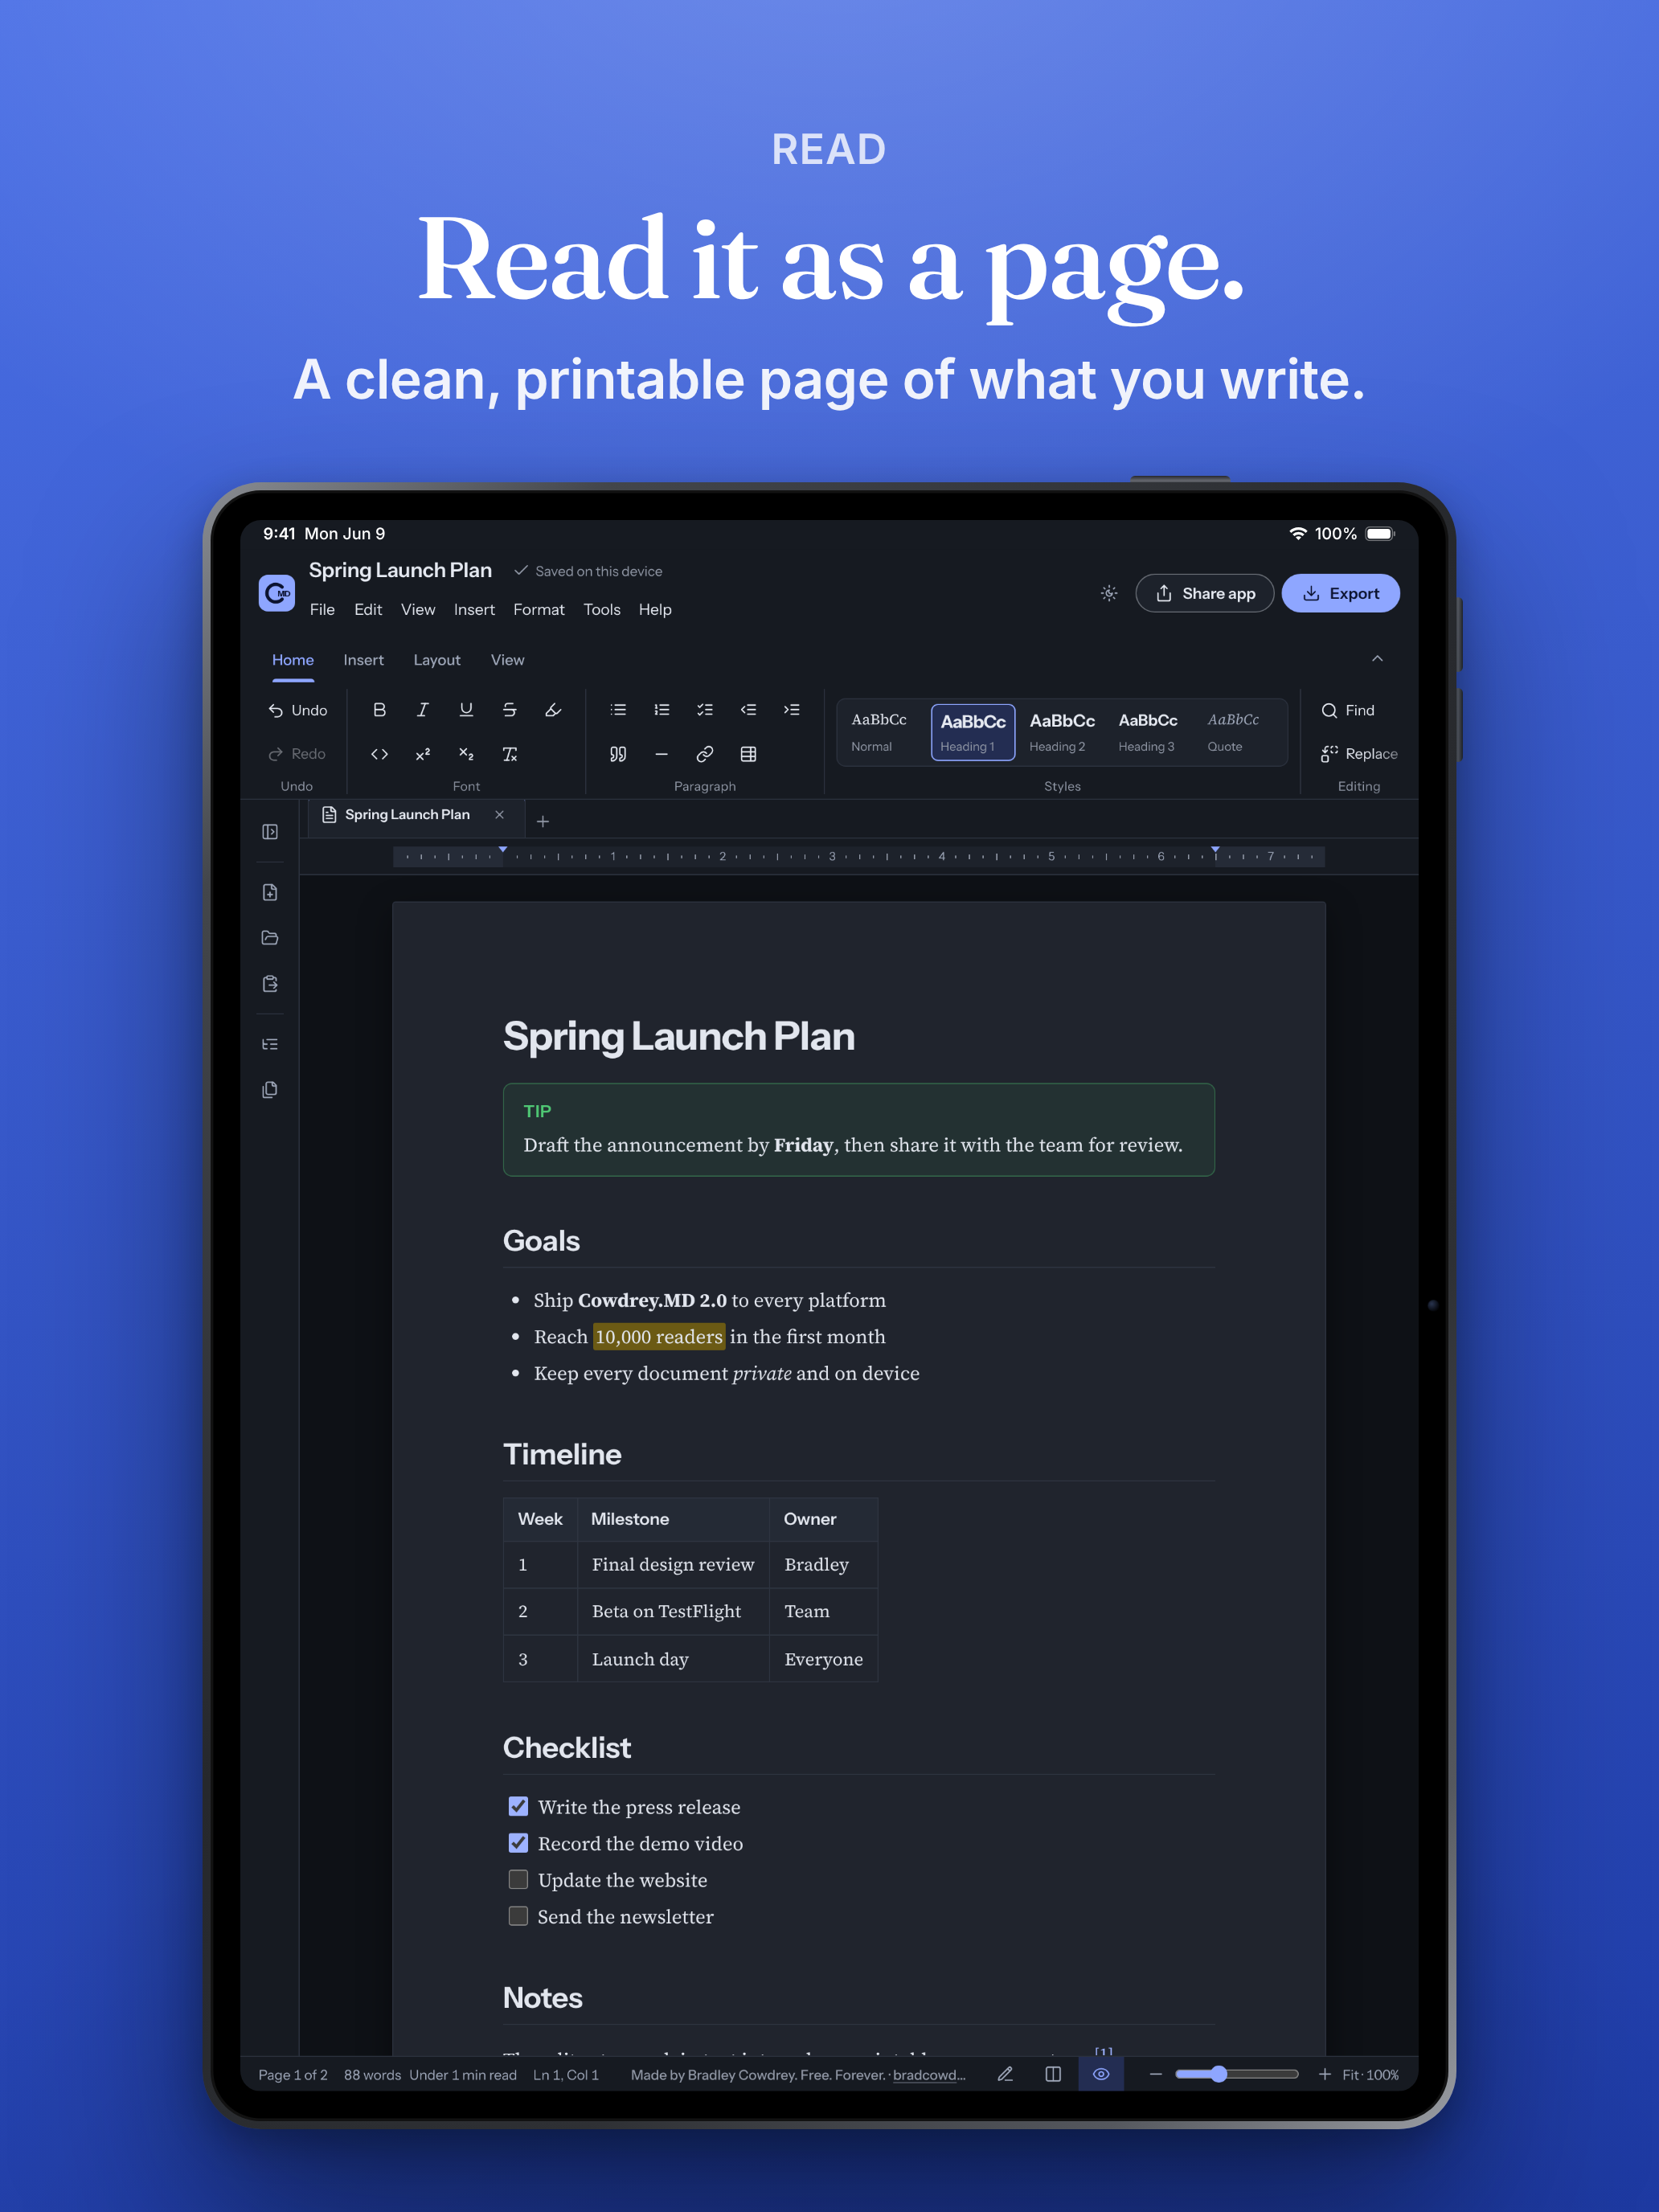 READ
Read it as a page.
A clean, printable page of what you write.
9:41 Mon Jun 9
100%
Spring Launch Plan
Saved on this device
CMD
File Edit View Insert Format Tools Help
Share app
Export
Home Insert Layout View
Undo
Redo
Undo
Font
Paragraph
AaBbCc Normal
AaBbCc Heading 1
AaBbCc Heading 2
AaBbCc Heading 3
AaBbCc Quote
Styles
Find
Replace
Editing
Spring Launch Plan
1 2 3 4 5 6 7
Spring Launch Plan
TIP
Draft the announcement by Friday, then share it with the team for review.
Goals
• Ship Cowdrey.MD 2.0 to every platform
• Reach 10,000 readers in the first month
• Keep every document private and on device
Timeline
Week Milestone Owner
1 Final design review Bradley
2 Beta on TestFlight Team
3 Launch day Everyone
Checklist
Write the press release
Record the demo video
Update the website
Send the newsletter
Notes
[1]
Page 1 of 2 88 words Under 1 min read Ln 1, Col 1 Made by Bradley Cowdrey. Free. Forever. · bradcowd... Fit · 100%